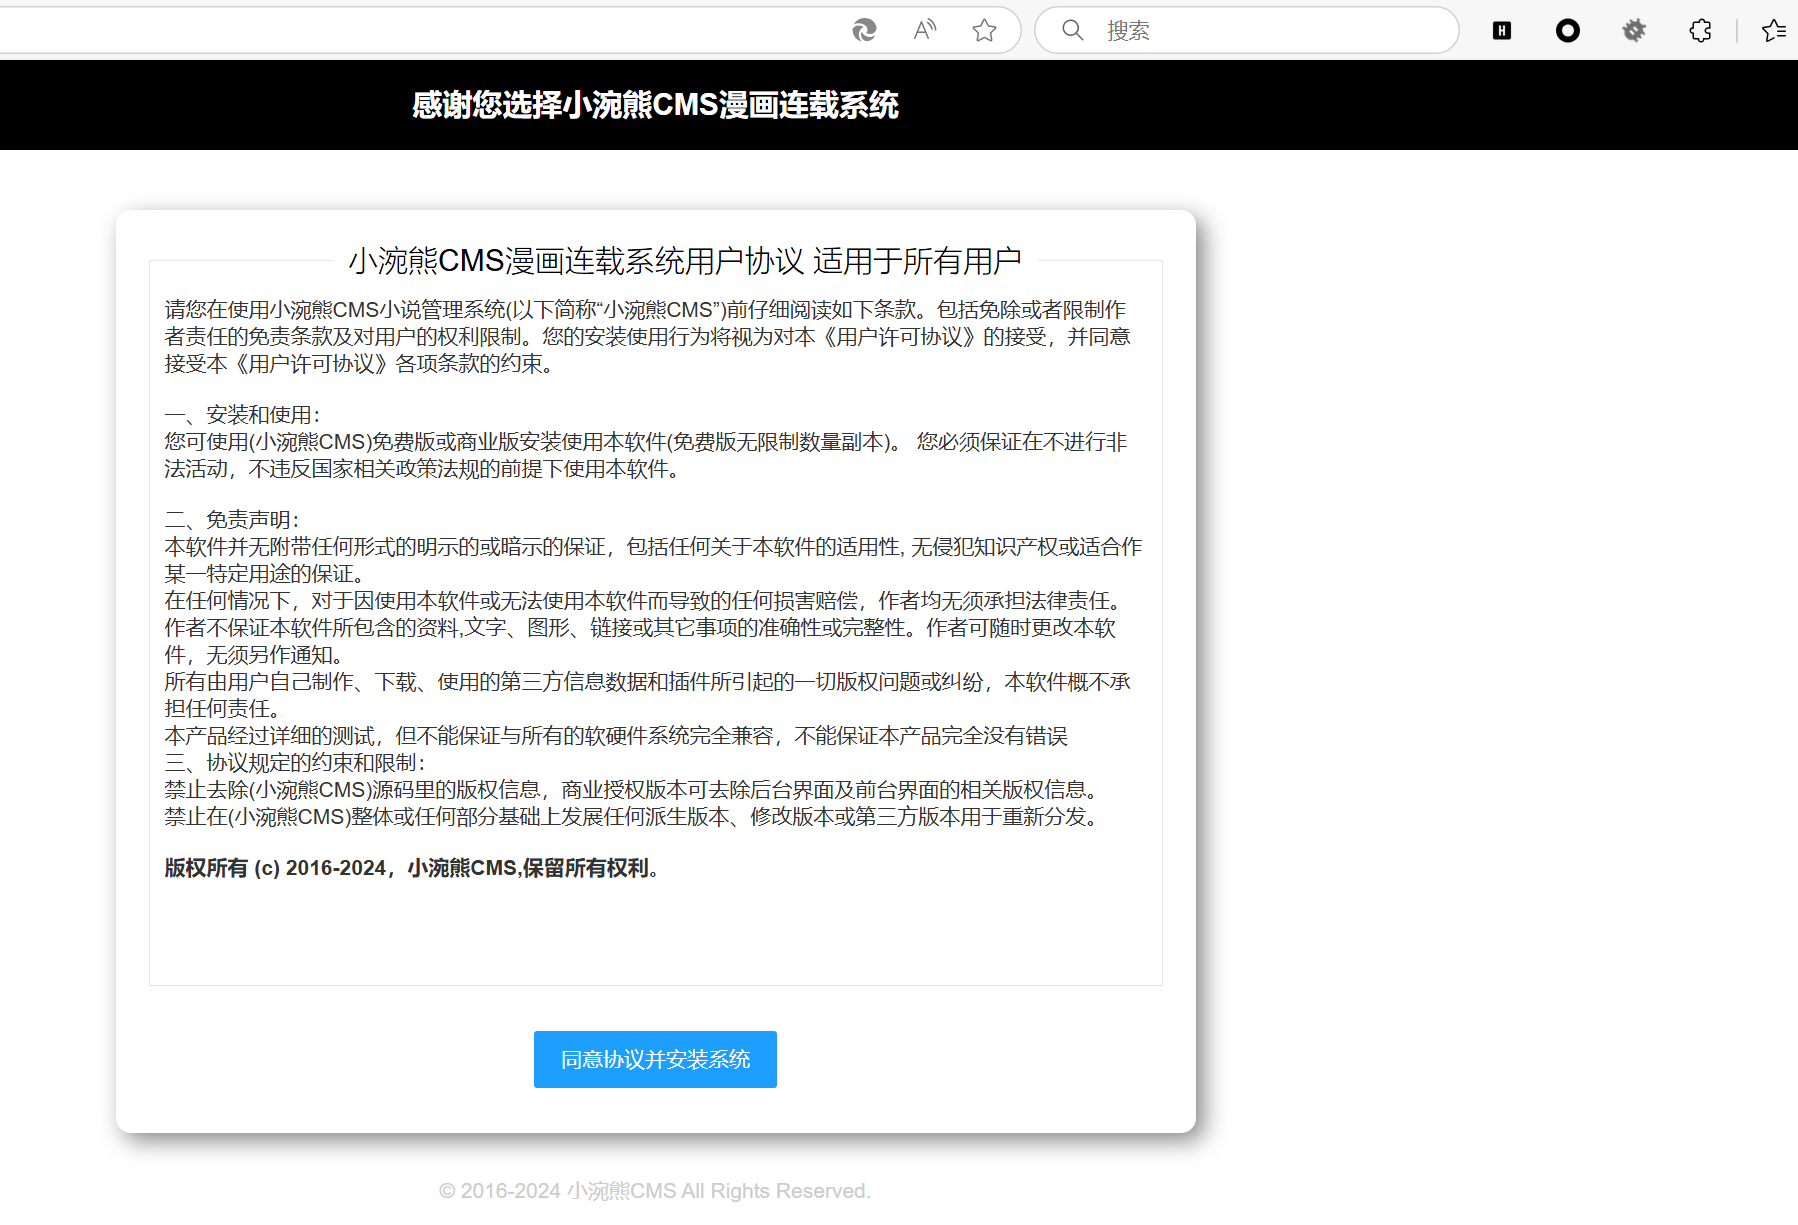 搜索
感谢您选择小涴熊CMS漫画连载系统
小涴熊CMS漫画连载系统用户协议 适用于所有用户
请您在使用小涴熊CMS小说管理系统(以下简称“小涴熊CMS”)前仔细阅读如下条款。包括免除或者限制作
者责任的免责条款及对用户的权利限制。您的安装使用行为将视为对本《用户许可协议》的接受，并同意
接受本《用户许可协议》各项条款的约束。
一、安装和使用：
您可使用(小涴熊CMS)免费版或商业版安装使用本软件(免费版无限制数量副本)。 您必须保证在不进行非
法活动，不违反国家相关政策法规的前提下使用本软件。
二、免责声明：
本软件并无附带任何形式的明示的或暗示的保证，包括任何关于本软件的适用性, 无侵犯知识产权或适合作
某一特定用途的保证。
在任何情况下，对于因使用本软件或无法使用本软件而导致的任何损害赔偿，作者均无须承担法律责任。
作者不保证本软件所包含的资料,文字、图形、链接或其它事项的准确性或完整性。作者可随时更改本软
件，无须另作通知。
所有由用户自己制作、下载、使用的第三方信息数据和插件所引起的一切版权问题或纠纷，本软件概不承
担任何责任。
本产品经过详细的测试，但不能保证与所有的软硬件系统完全兼容，不能保证本产品完全没有错误
三、协议规定的约束和限制：
禁止去除(小涴熊CMS)源码里的版权信息，商业授权版本可去除后台界面及前台界面的相关版权信息。
禁止在(小涴熊CMS)整体或任何部分基础上发展任何派生版本、修改版本或第三方版本用于重新分发。
版权所有 (c) 2016-2024，小涴熊CMS,保留所有权利。
同意协议并安装系统
© 2016-2024 小涴熊CMS All Rights Reserved.